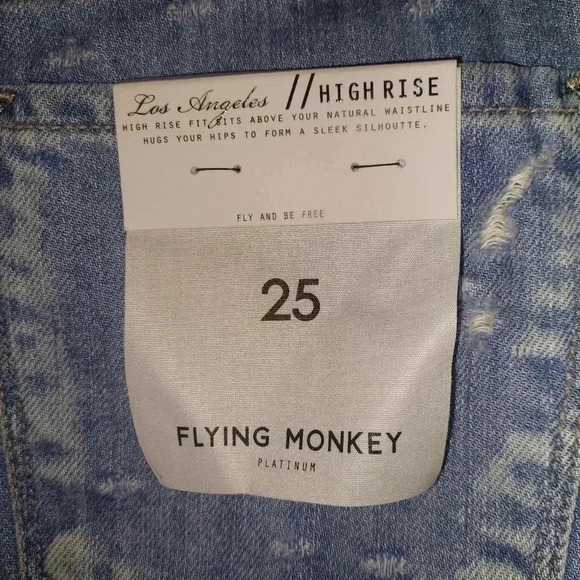 Los Angeles // HIGH RISE
HIGH RISE FIT SITS ABOVE YOUR NATURAL WAISTLINE
HUGS YOUR HIPS TO FORM A SLEEK SILHOUTTE.
FLY AND BE FREE
25
FLYING MONKEY
PLATINUM